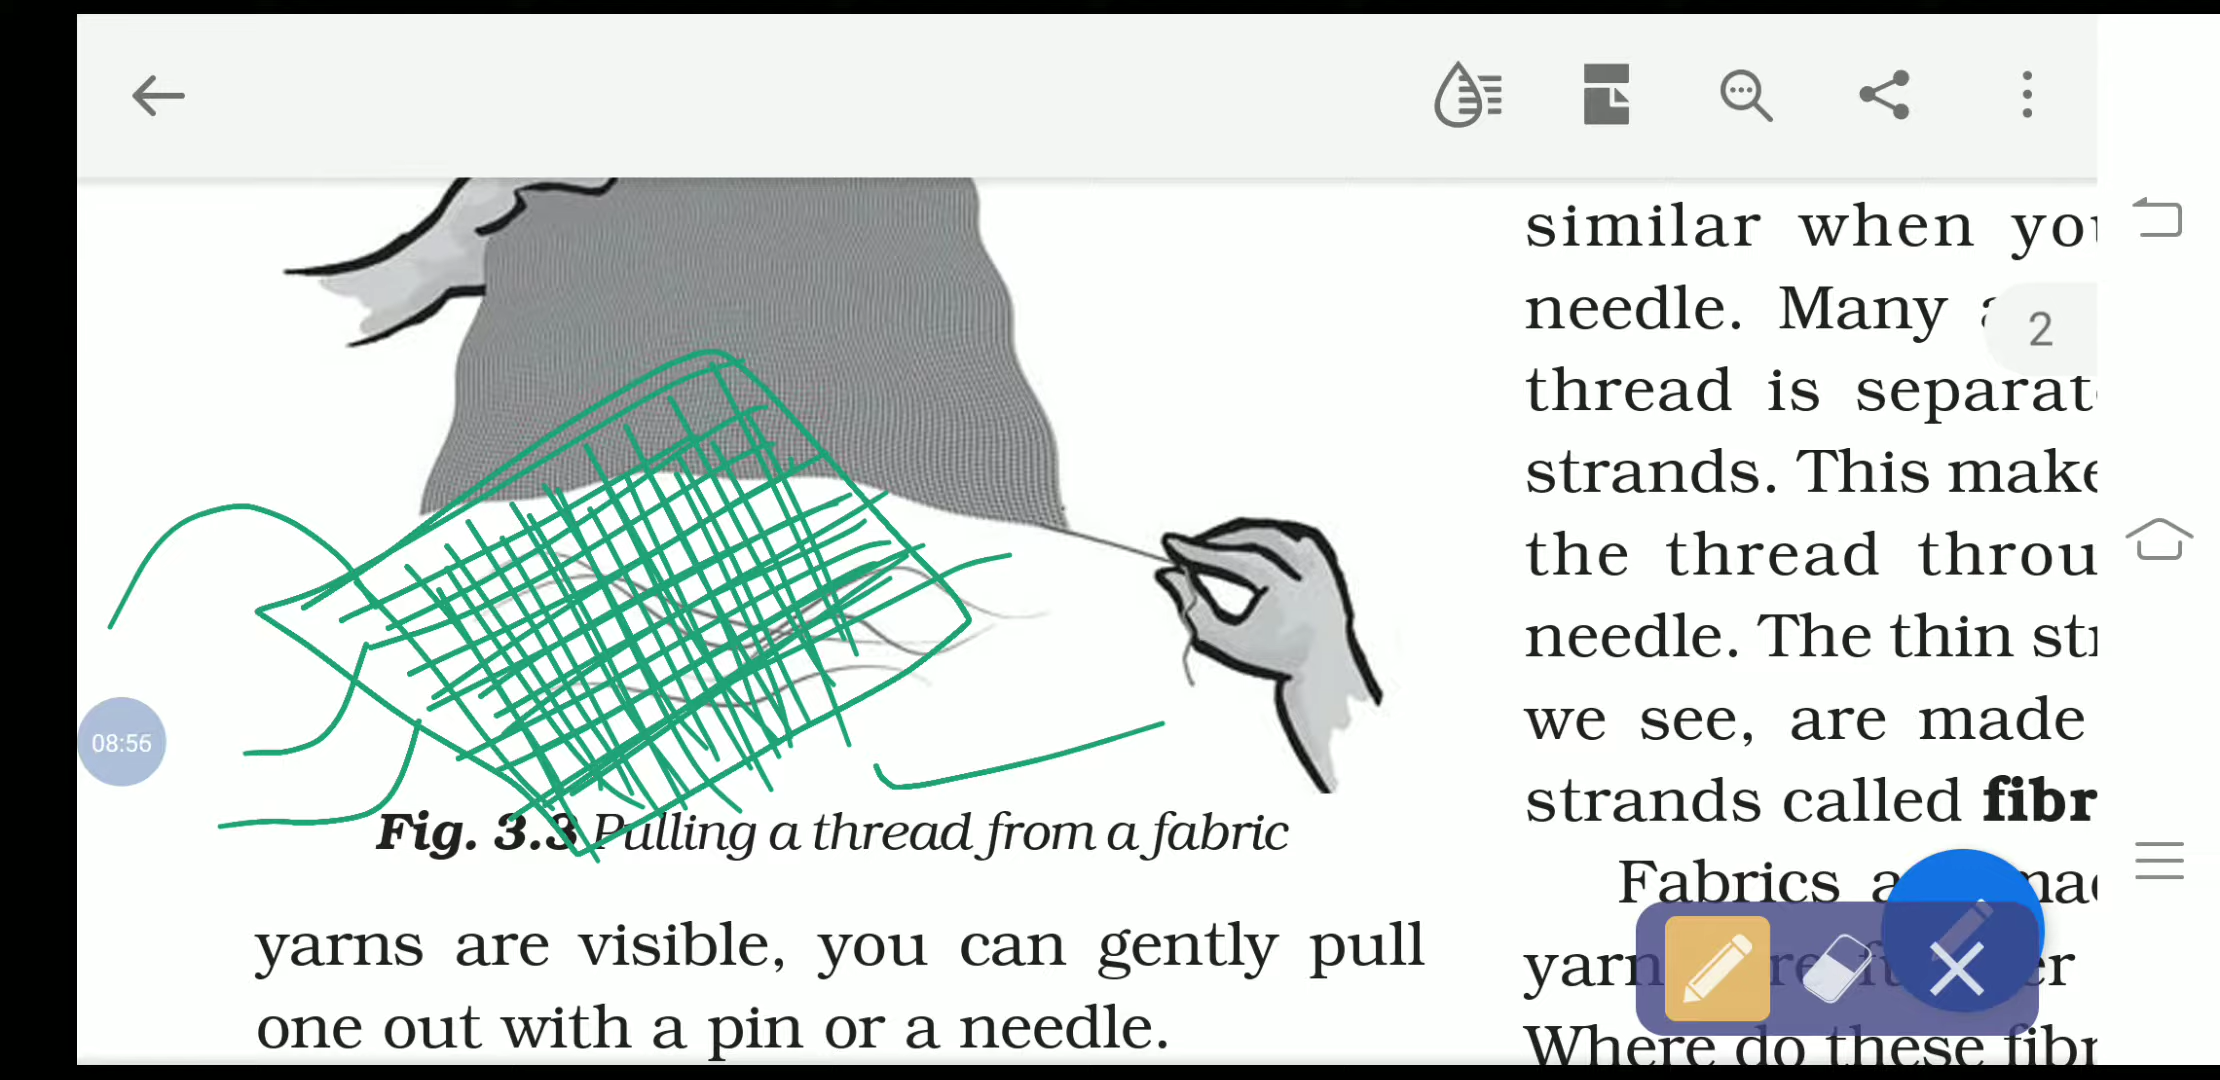 08:56
Fig. 3.3 Pulling a thread from a fabric
yarns are visible, you can gently pull
one out with a pin or a needle.
similar when you
needle. Many
2
thread is separat
strands. This make
the thread throu
needle. The thin str
we see, are made
strands called fibr
Fabrics
yarn
Where do these fibr